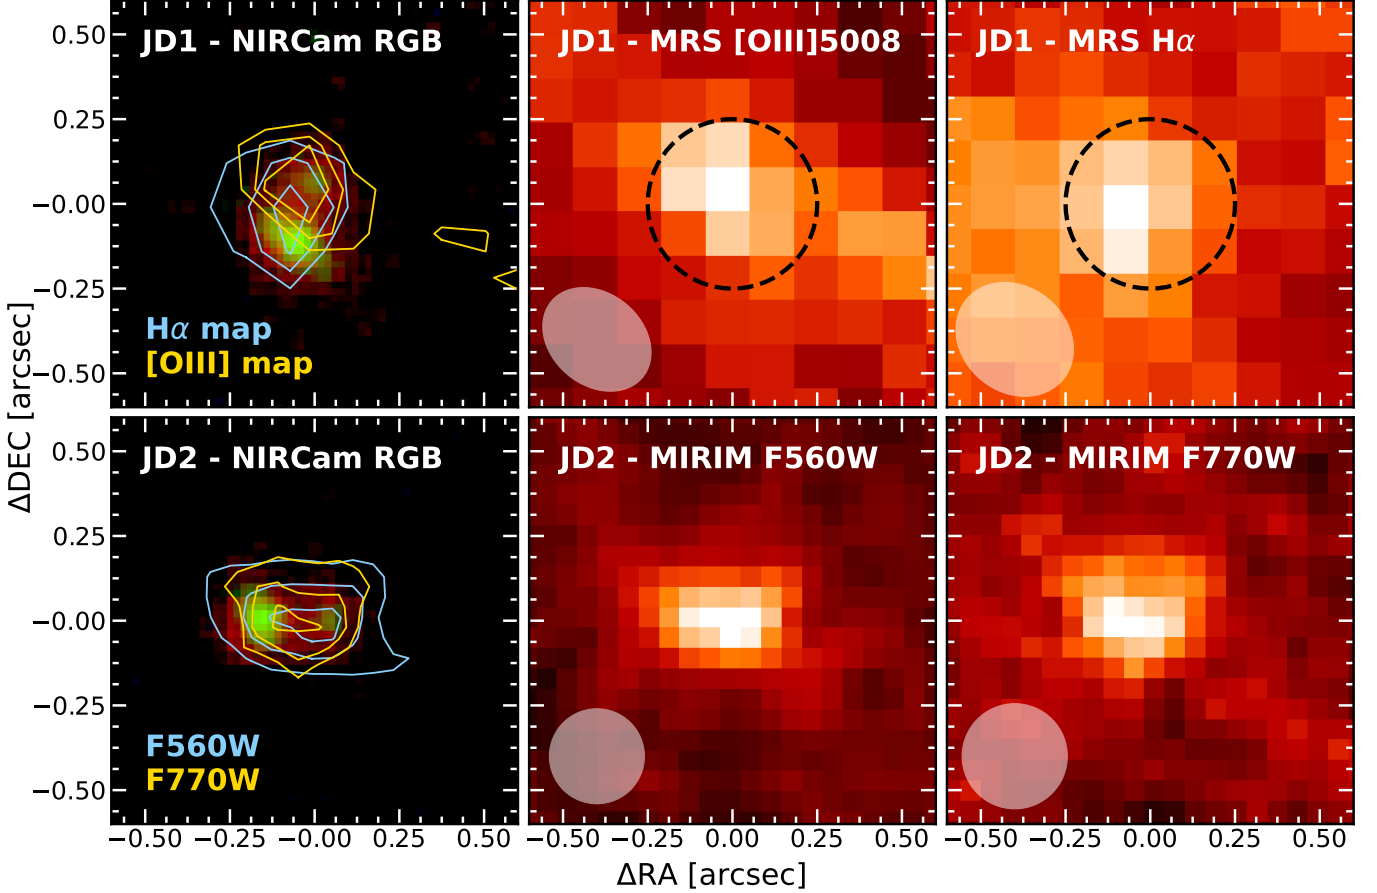 JD1 - NIRCam RGB
JD1 - MRS [OIII]5008
JD1 - MRS Hα
0.50
0.25
−0.00
−0.25
−0.50
Hα map
[OIII] map
ΔDEC [arcsec]
JD2 - NIRCam RGB
JD2 - MIRIM F560W
JD2 - MIRIM F770W
0.50
0.25
−0.00
−0.25
−0.50
F560W
F770W
−0.50 −0.25 −0.00 0.25 0.50
−0.50 −0.25 0.00 0.25 0.50
−0.50 −0.25 0.00 0.25 0.50
ΔRA [arcsec]